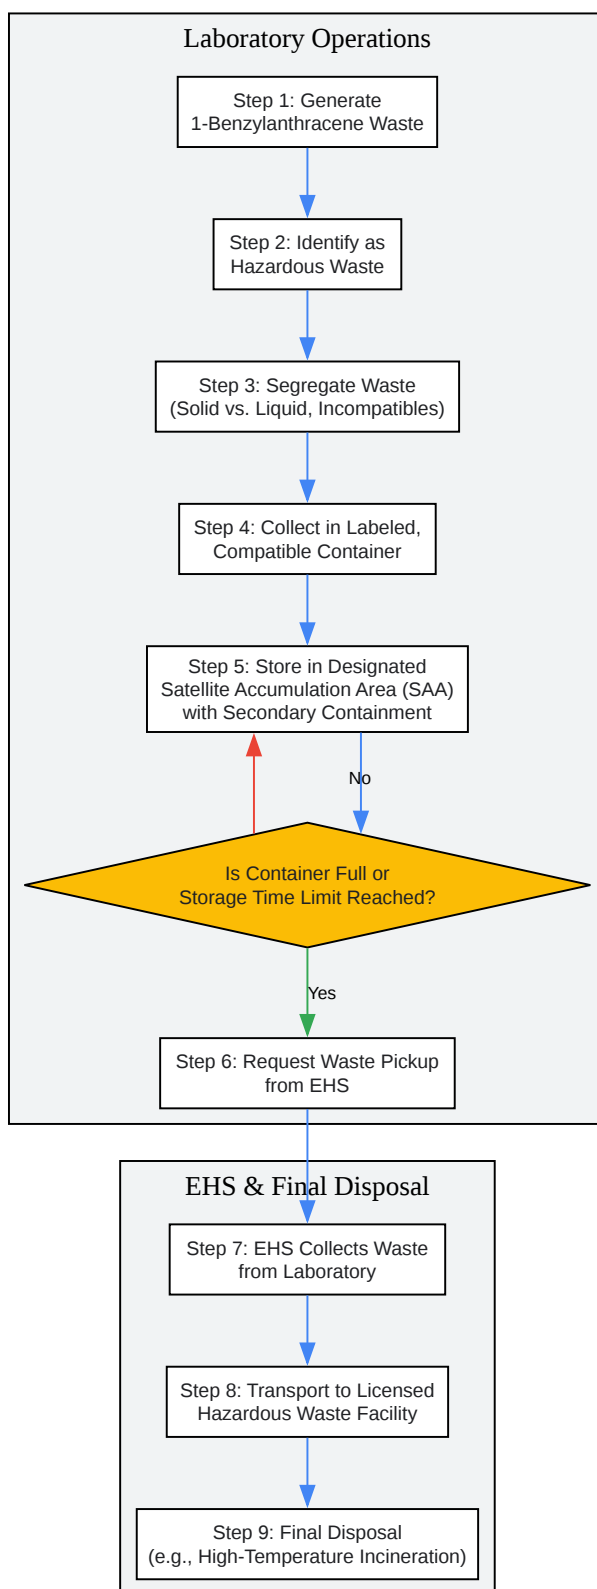 Laboratory Operations
Step 1: Generate
1-Benzylanthracene Waste
Step 2: Identify as
Hazardous Waste
Step 3: Segregate Waste
(Solid vs. Liquid, Incompatibles)
Step 4: Collect in Labeled,
Compatible Container
Step 5: Store in Designated
Satellite Accumulation Area (SAA)
with Secondary Containment
No
Is Container Full or
Storage Time Limit Reached?
Yes
Step 6: Request Waste Pickup
from EHS
EHS & Final Disposal
Step 7: EHS Collects Waste
from Laboratory
Step 8: Transport to Licensed
Hazardous Waste Facility
Step 9: Final Disposal
(e.g., High-Temperature Incineration)